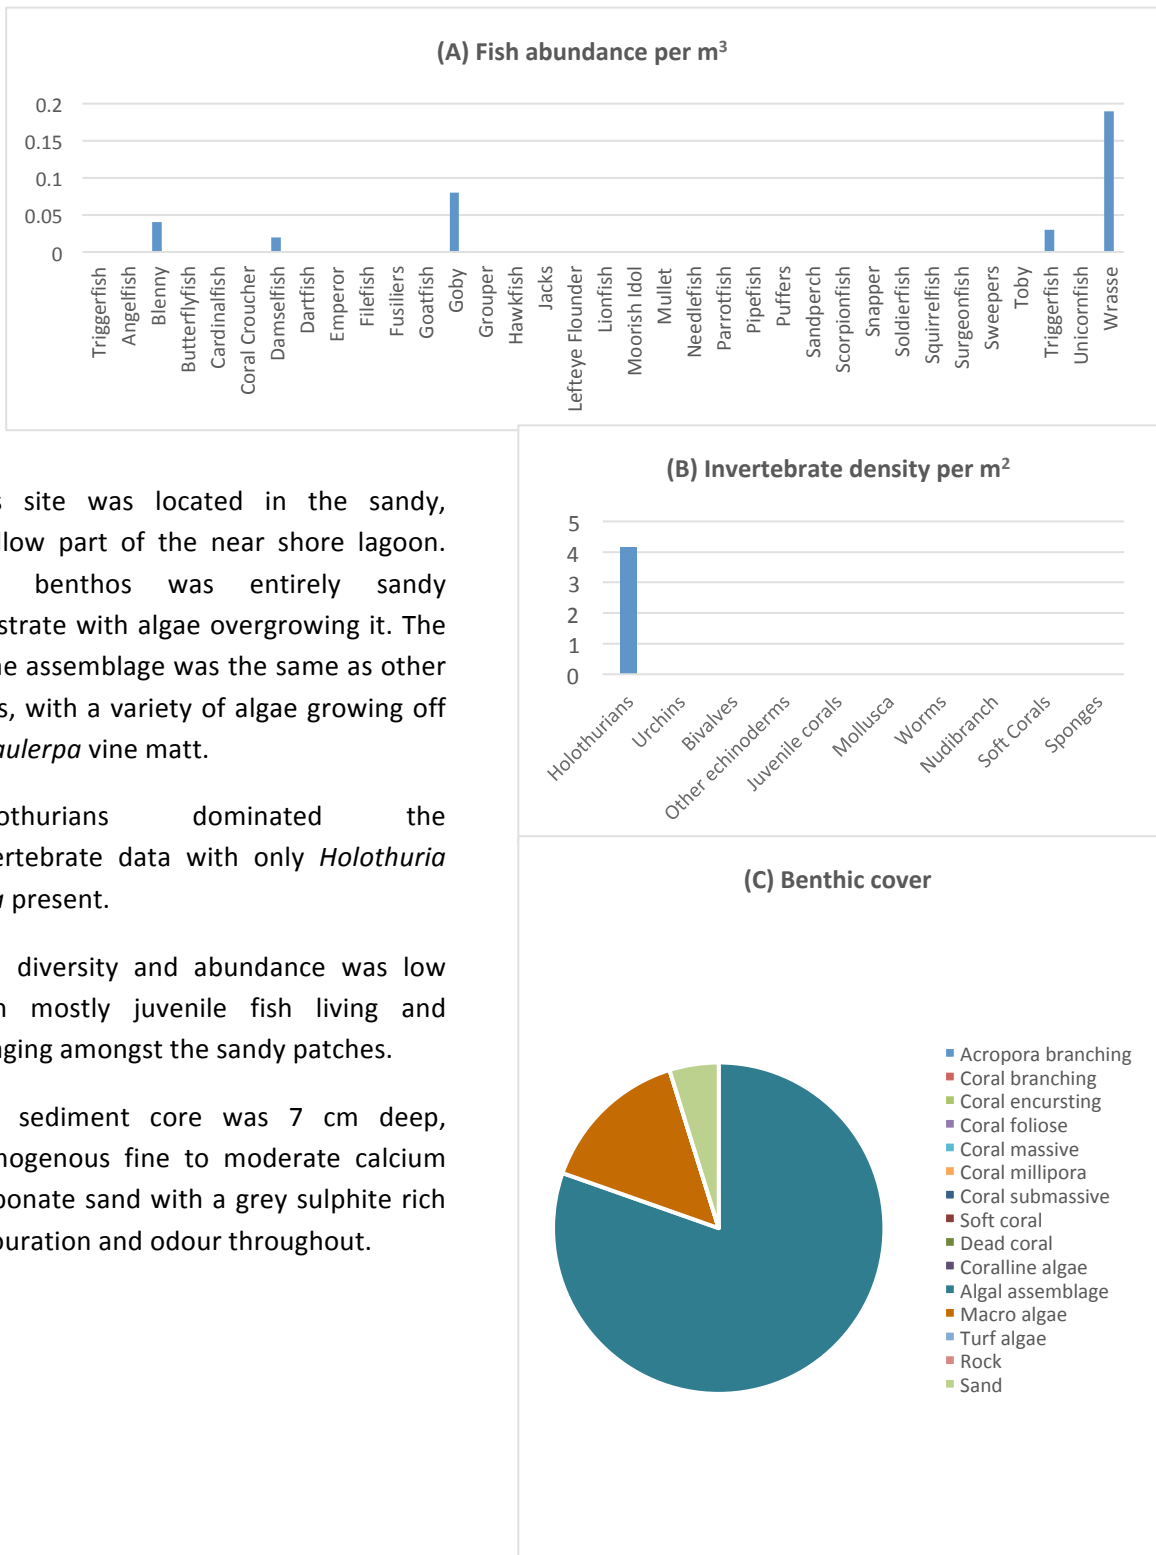 (A) Fish abundance per m³
0.2
0.15
0.1
0.05
0
Triggerfish
Angelfish
Blenny
Butterflyfish
Cardinalfish
Coral Croucher
Damselfish
Dartfish
Emperor
Filefish
Fusiliers
Goatfish
Goby
Grouper
Hawkfish
Jacks
Lefteye Flounder
Lionfish
Moorish Idol
Mullet
Needlefish
Parrotfish
Pipefish
Puffers
Sandperch
Scorpionfish
Snapper
Soldierfish
Squirrelfish
Surgeonfish
Sweepers
Toby
Triggerfish
Unicornfish
Wrasse
s site was located in the sandy,
llow part of the near shore lagoon.
benthos was entirely sandy
strate with algae overgrowing it. The
ne assemblage was the same as other
s, with a variety of algae growing off
aulerpa vine matt.
othurians dominated the
ertebrate data with only Holothuria
a present.
diversity and abundance was low
n mostly juvenile fish living and
nging amongst the sandy patches.
sediment core was 7 cm deep,
nogenous fine to moderate calcium
bonate sand with a grey sulphite rich
ouration and odour throughout.
(B) Invertebrate density per m²
5
4
3
2
1
0
Holothurians
Urchins
Bivalves
Other echinoderms
Juvenile corals
Mollusca
Worms
Nudibranch
Soft Corals
Sponges
(C) Benthic cover
Acropora branching
Coral branching
Coral encursting
Coral foliose
Coral massive
Coral millipora
Coral submassive
Soft coral
Dead coral
Coralline algae
Algal assemblage
Macro algae
Turf algae
Rock
Sand